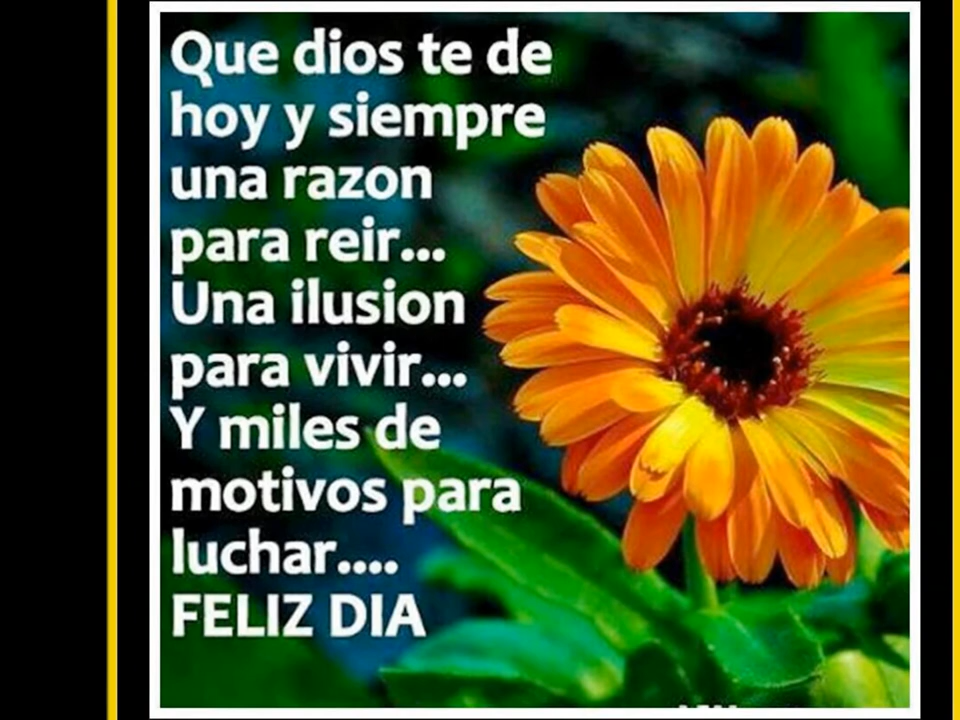 Que dios te de
hoy y siempre
una razon
para reir...
Una ilusion
para vivir...
Y miles de
motivos para
luchar....
FELIZ DIA